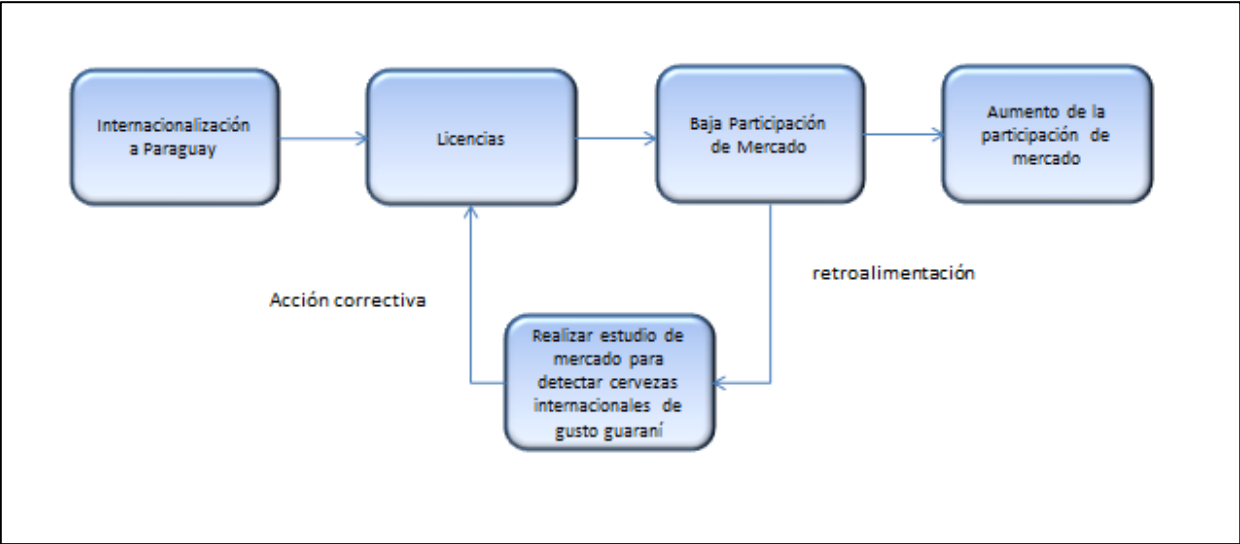 Internacionalización
a Paraguay
Licencias
Baja Participación
de Mercado
Aumento de la
participación de
mercado
retroalimentación
Acción correctiva
Realizar estudio de
mercado para
detectar cervezas
internacionales de
gusto guaraní